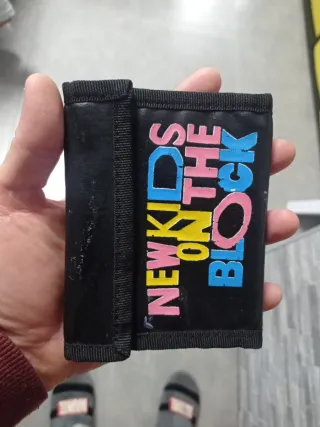 NEW KIDS
ON THE
BLOCK